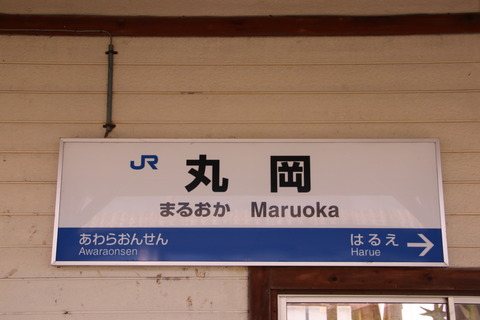 JR 丸岡
まるおか Maruoka
あわらおんせん はるえ →
Awaraonsen Harue